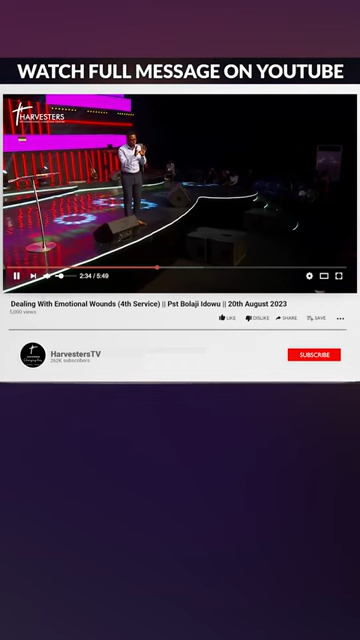 WATCH FULL MESSAGE ON YOUTUBE
HARVESTERS
2:34 / 5:49
Dealing With Emotional Wounds (4th Service) || Pst Bolaji Idowu || 20th August 2023
5,000 views
LIKE
DISLIKE
SHARE
SAVE
HarvestersTV
262K subscribers
SUBSCRIBE